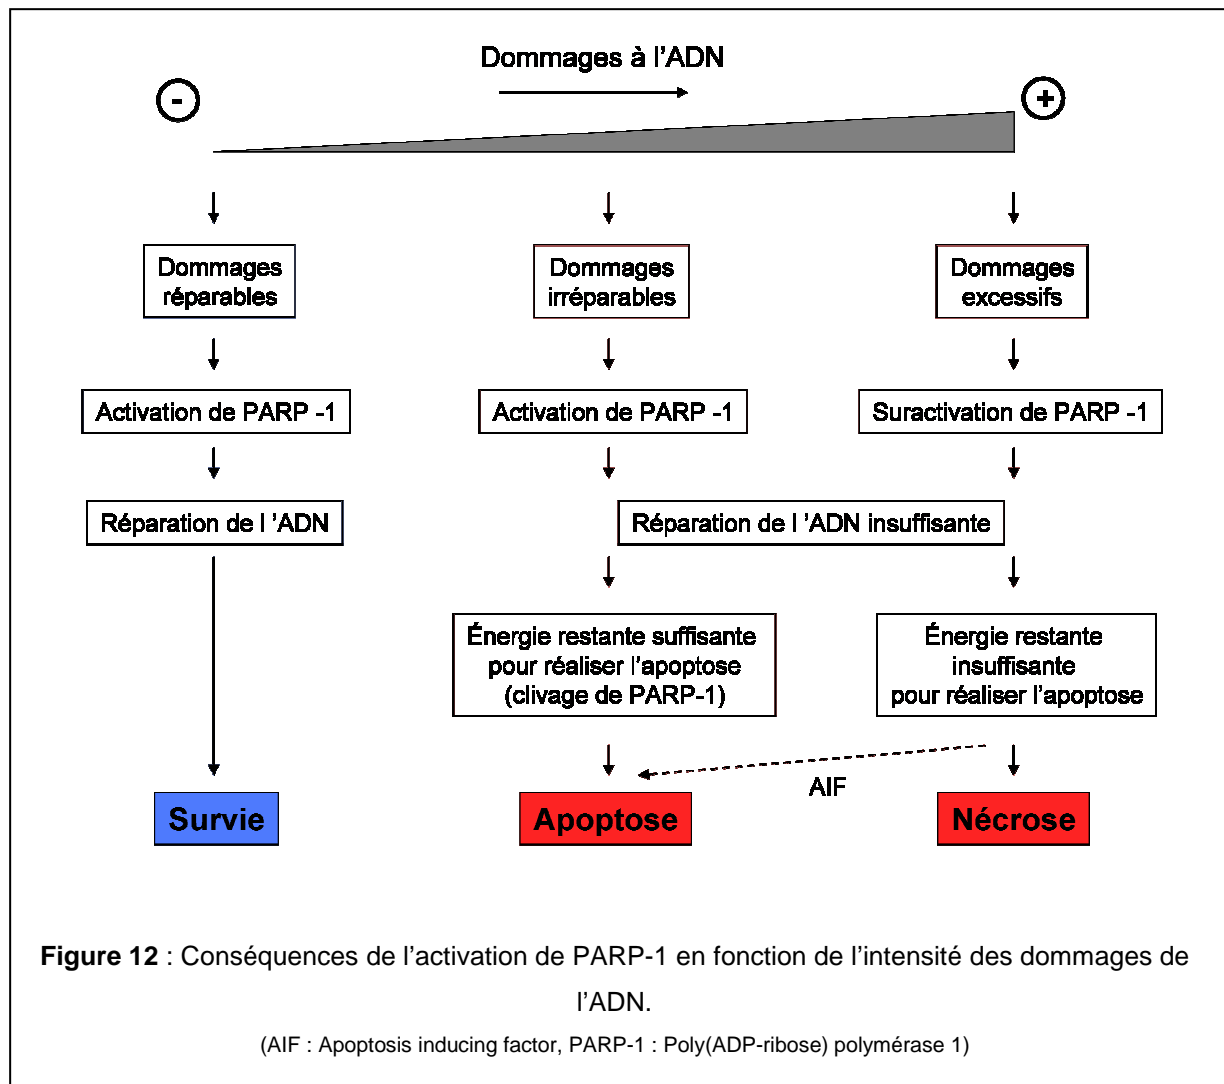 Dommages à l'ADN
-
+
Dommages
réparables
Dommages
irréparables
Dommages
excessifs
Activation de PARP -1
Activation de PARP -1
Suractivation de PARP -1
Réparation de l 'ADN
Réparation de l 'ADN insuffisante
Énergie restante suffisante
pour réaliser l'apoptose
(clivage de PARP-1)
Énergie restante
insuffisante
pour réaliser l'apoptose
AIF
Survie
Apoptose
Nécrose
Figure 12 : Conséquences de l'activation de PARP-1 en fonction de l'intensité des dommages de
l'ADN.
(AIF : Apoptosis inducing factor, PARP-1 : Poly(ADP-ribose) polymérase 1)